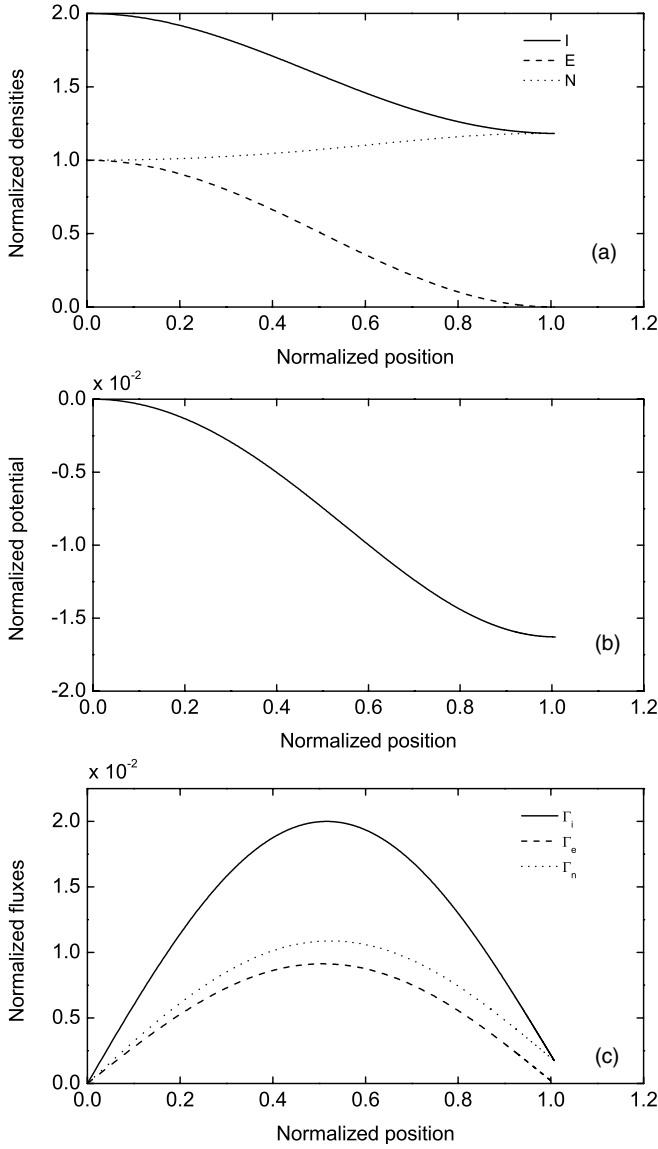 2.0
1.5
1.0
0.5
0.0
Normalized densities
I
E
N
(a)
0.0 0.2 0.4 0.6 0.8 1.0 1.2
Normalized position
x 10⁻²
0.0
-0.5
-1.0
-1.5
-2.0
Normalized potential
(b)
0.0 0.2 0.4 0.6 0.8 1.0 1.2
Normalized position
x 10⁻²
2.0
1.5
1.0
0.5
0.0
Normalized fluxes
Γᵢ
Γₑ
Γₙ
(c)
0.0 0.2 0.4 0.6 0.8 1.0 1.2
Normalized position